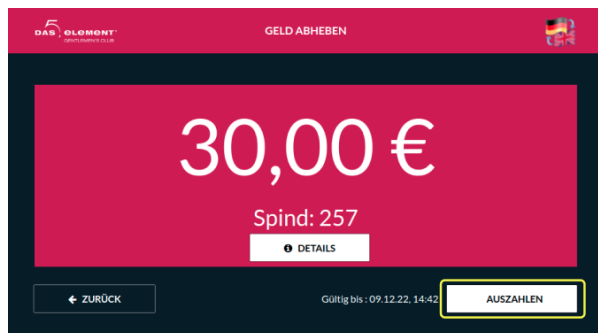 DAS 5. ELEMENT
GENTLEMEN'S CLUB
GELD ABHEBEN
30,00 €
Spind: 257
DETAILS
ZURÜCK
Gültig bis : 09.12.22, 14:42
AUSZAHLEN